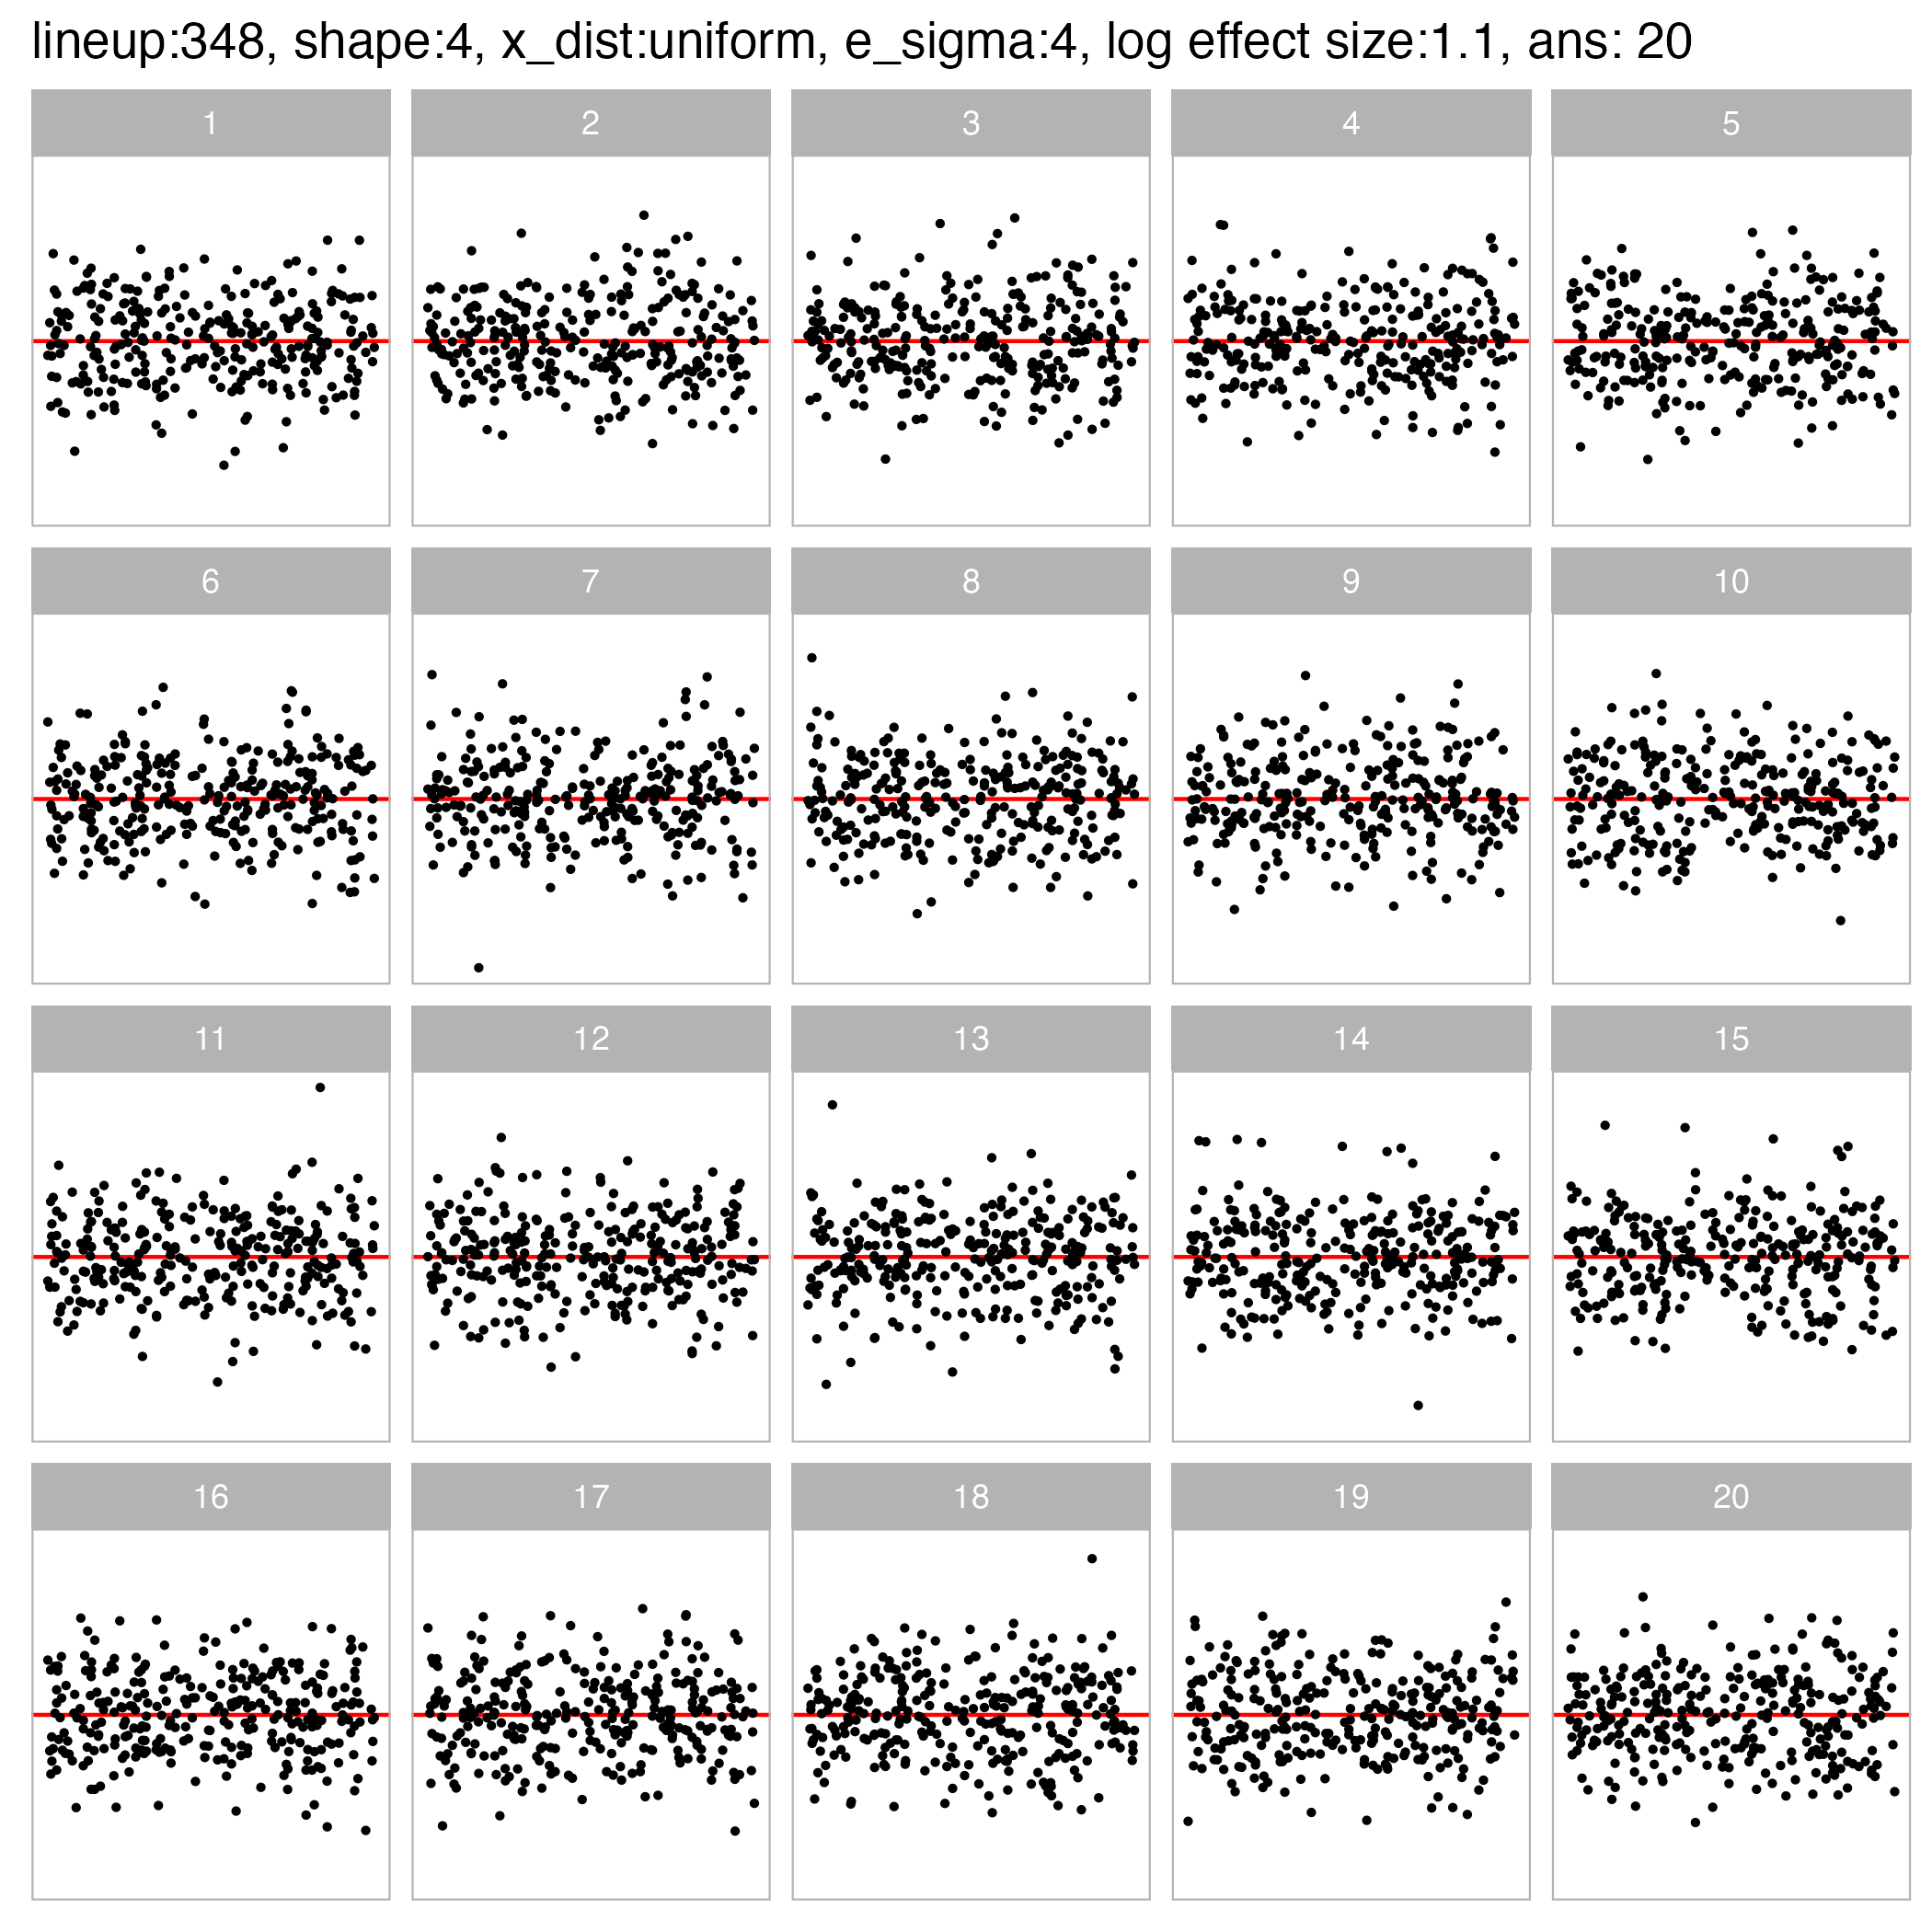 lineup:348, shape:4, x_dist:uniform, e_sigma:4, log effect size:1.1, ans: 20
1 2 3 4 5
6 7 8 9 10
11 12 13 14 15
16 17 18 19 20